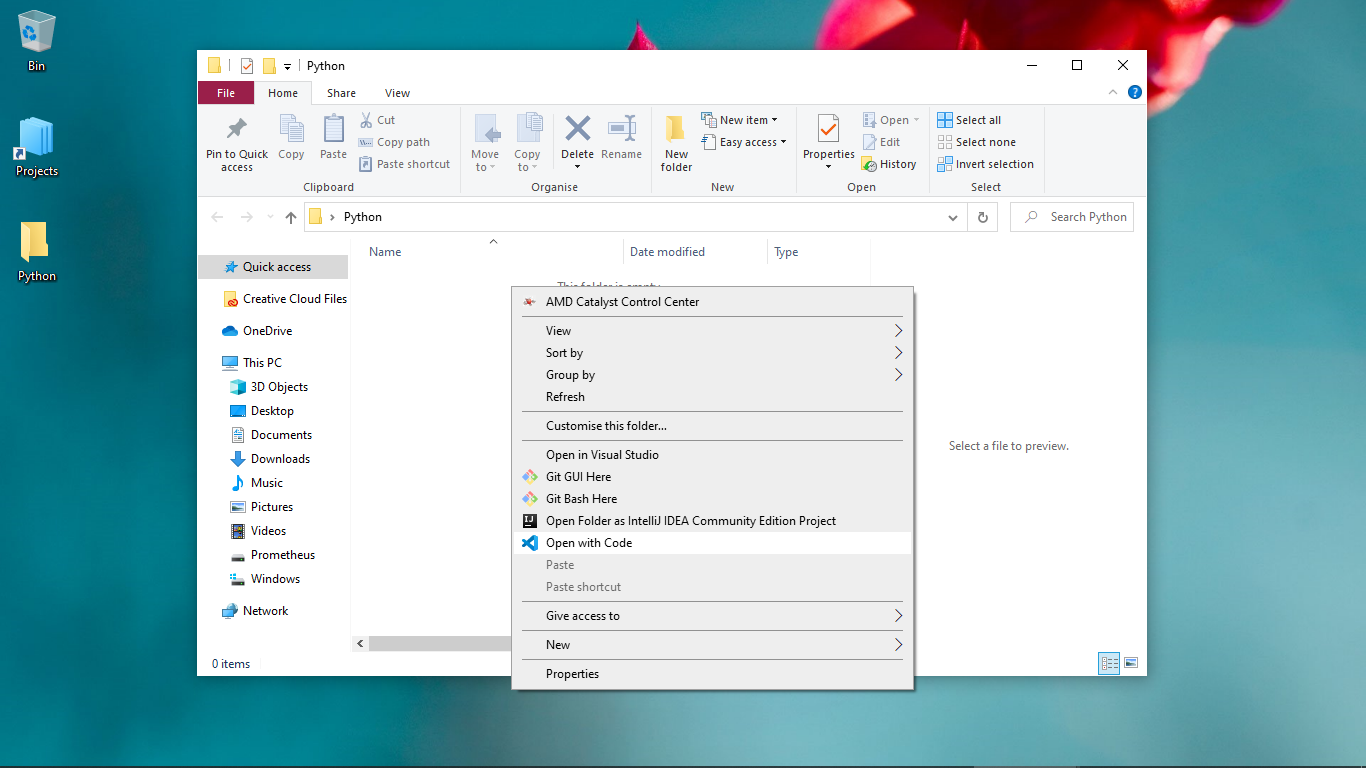 Bin
Projects
Python
Python
File Home Share View
Pin to Quick access
Copy
Paste
Cut
Copy path
Paste shortcut
Clipboard
Move to
Copy to
Delete
Rename
Organise
New folder
New item
Easy access
New
Properties
Open
Edit
History
Open
Select all
Select none
Invert selection
Select
Python
Search Python
Quick access
Creative Cloud Files
OneDrive
This PC
3D Objects
Desktop
Documents
Downloads
Music
Pictures
Videos
Prometheus
Windows
Network
Name Date modified Type
This folder is empty.
AMD Catalyst Control Center
View
Sort by
Group by
Refresh
Customise this folder...
Open in Visual Studio
Git GUI Here
Git Bash Here
Open Folder as IntelliJ IDEA Community Edition Project
Open with Code
Paste
Paste shortcut
Give access to
New
Properties
Select a file to preview.
0 items